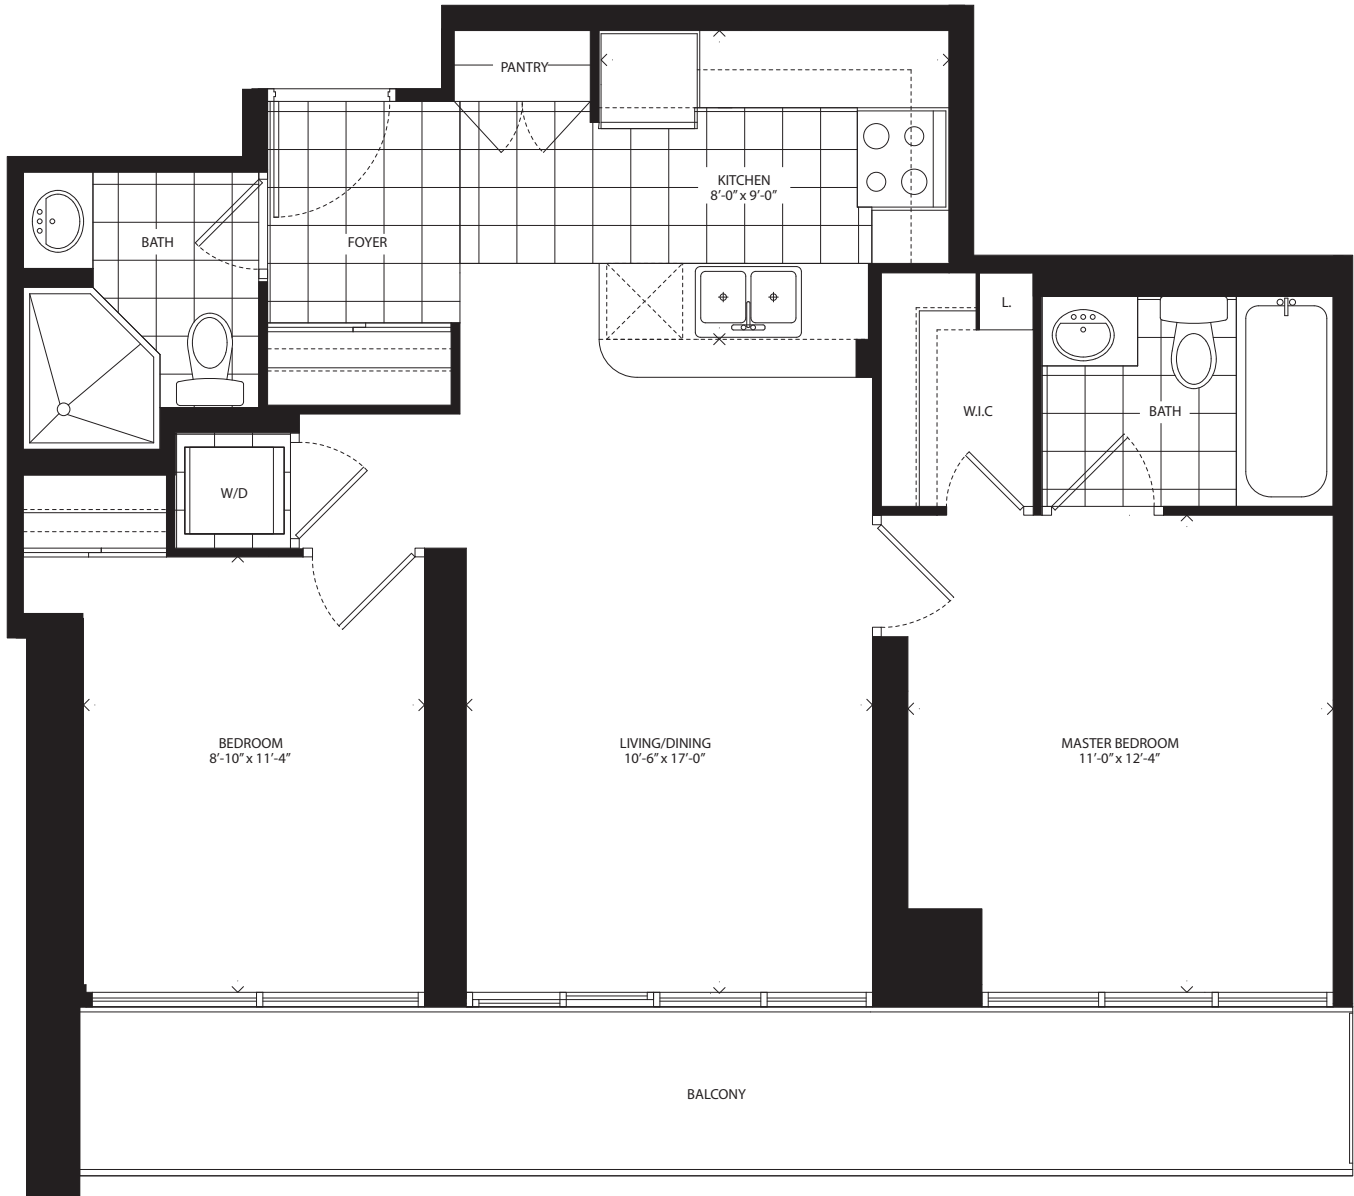 PANTRY
KITCHEN
8'-0" x 9'-0"
BATH
FOYER
L.
W.I.C
BATH
W/D
BEDROOM
8'-10" x 11'-4"
LIVING/DINING
10'-6" x 17'-0"
MASTER BEDROOM
11'-0" x 12'-4"
BALCONY